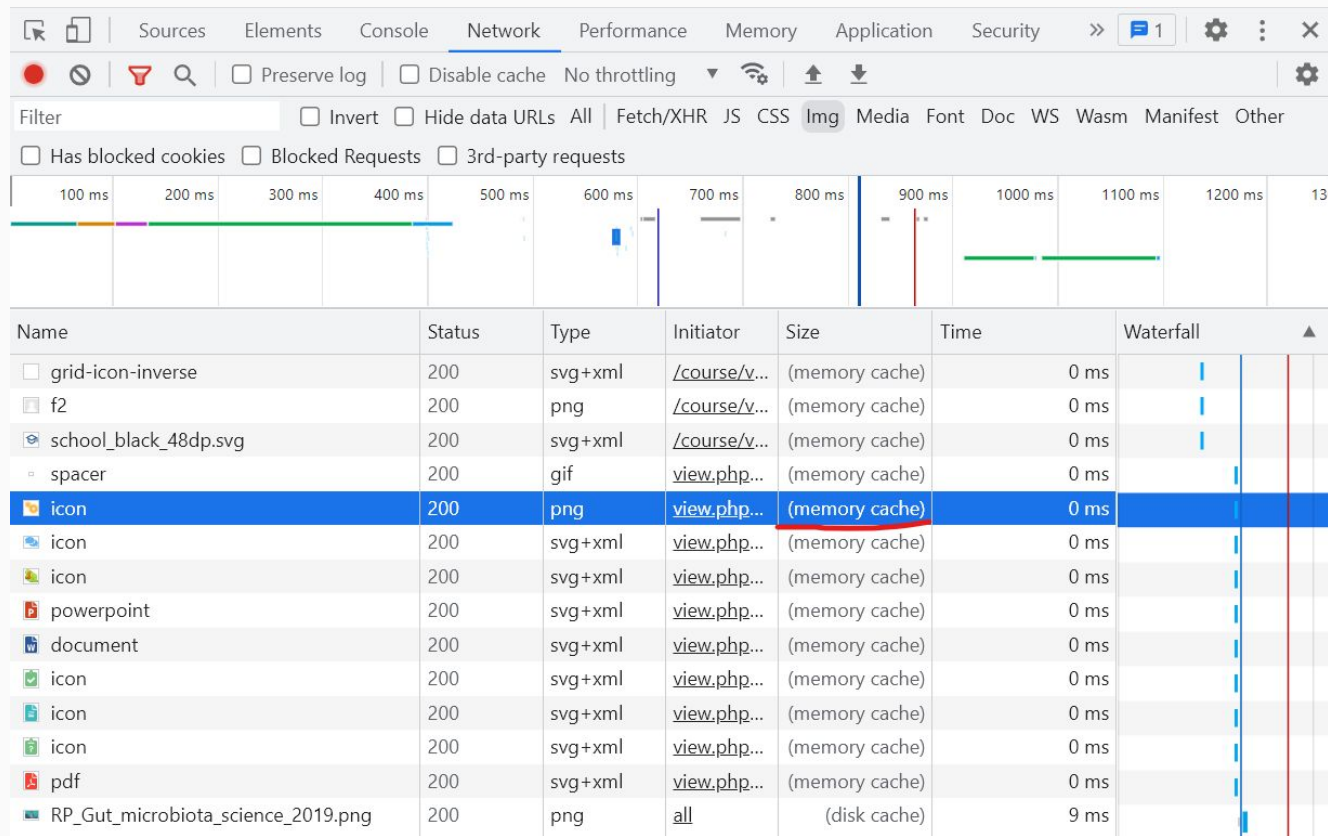 Sources Elements Console Network Performance Memory Application Security » 1
Preserve log Disable cache No throttling
Filter Invert Hide data URLs All Fetch/XHR JS CSS Img Media Font Doc WS Wasm Manifest Other
Has blocked cookies Blocked Requests 3rd-party requests
100 ms 200 ms 300 ms 400 ms 500 ms 600 ms 700 ms 800 ms 900 ms 1000 ms 1100 ms 1200 ms 13
Name Status Type Initiator Size Time Waterfall
grid-icon-inverse 200 svg+xml /course/v... (memory cache) 0 ms
f2 200 png /course/v... (memory cache) 0 ms
school_black_48dp.svg 200 svg+xml /course/v... (memory cache) 0 ms
spacer 200 gif view.php... (memory cache) 0 ms
icon 200 png view.php... (memory cache) 0 ms
icon 200 svg+xml view.php... (memory cache) 0 ms
icon 200 svg+xml view.php... (memory cache) 0 ms
powerpoint 200 svg+xml view.php... (memory cache) 0 ms
document 200 svg+xml view.php... (memory cache) 0 ms
icon 200 svg+xml view.php... (memory cache) 0 ms
icon 200 svg+xml view.php... (memory cache) 0 ms
icon 200 svg+xml view.php... (memory cache) 0 ms
pdf 200 svg+xml view.php... (memory cache) 0 ms
RP_Gut_microbiota_science_2019.png 200 png all (disk cache) 9 ms